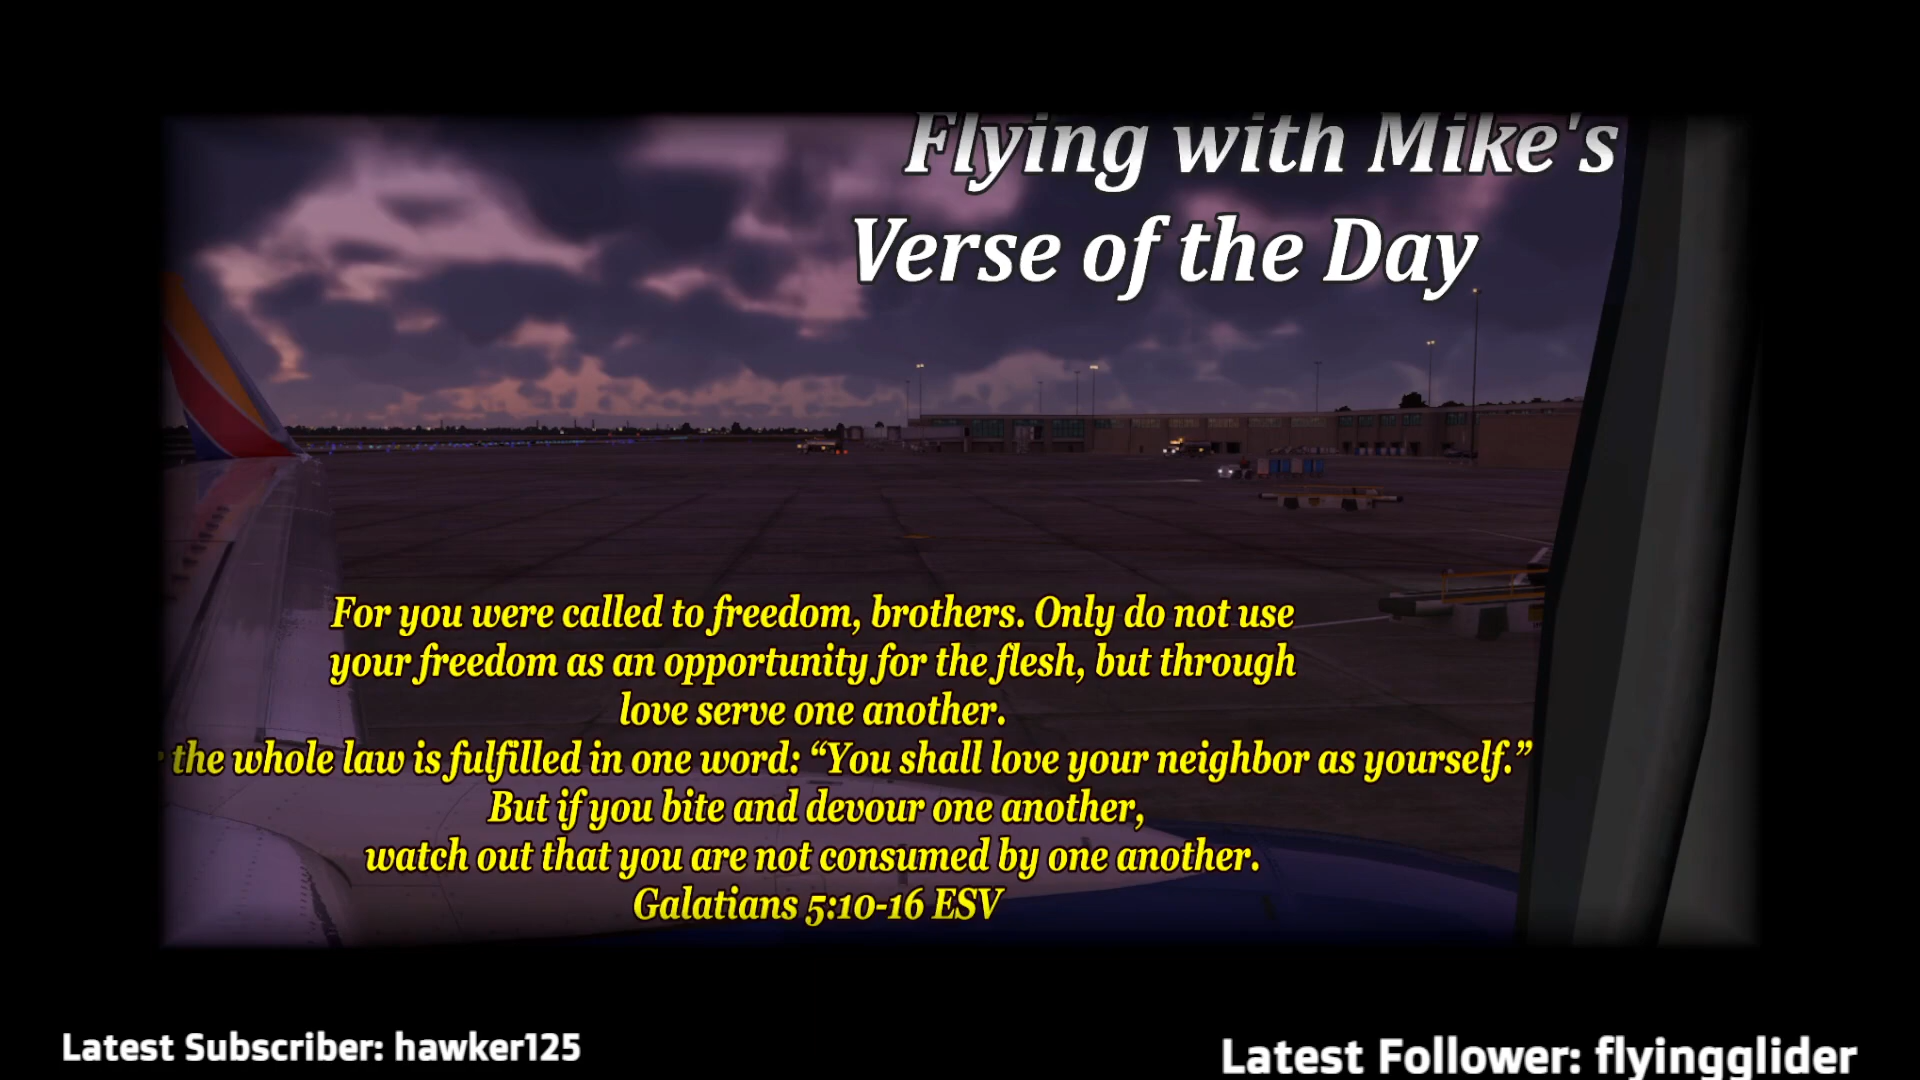 Flying with Mike's
Verse of the Day
For you were called to freedom, brothers. Only do not use
your freedom as an opportunity for the flesh, but through
love serve one another.
the whole law is fulfilled in one word: “You shall love your neighbor as yourself.”
But if you bite and devour one another,
watch out that you are not consumed by one another.
Galatians 5:10-16 ESV
Latest Subscriber: hawker125
Latest Follower: flyingglider